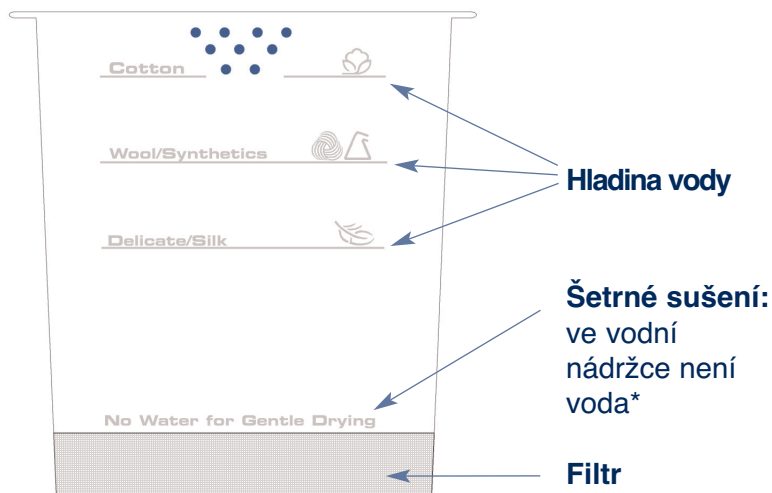 Cotton
Wool/Synthetics
Hladina vody
Delicate/Silk
Šetrné sušení:
ve vodní
nádržce není
voda*
No Water for Gentle Drying
Filtr